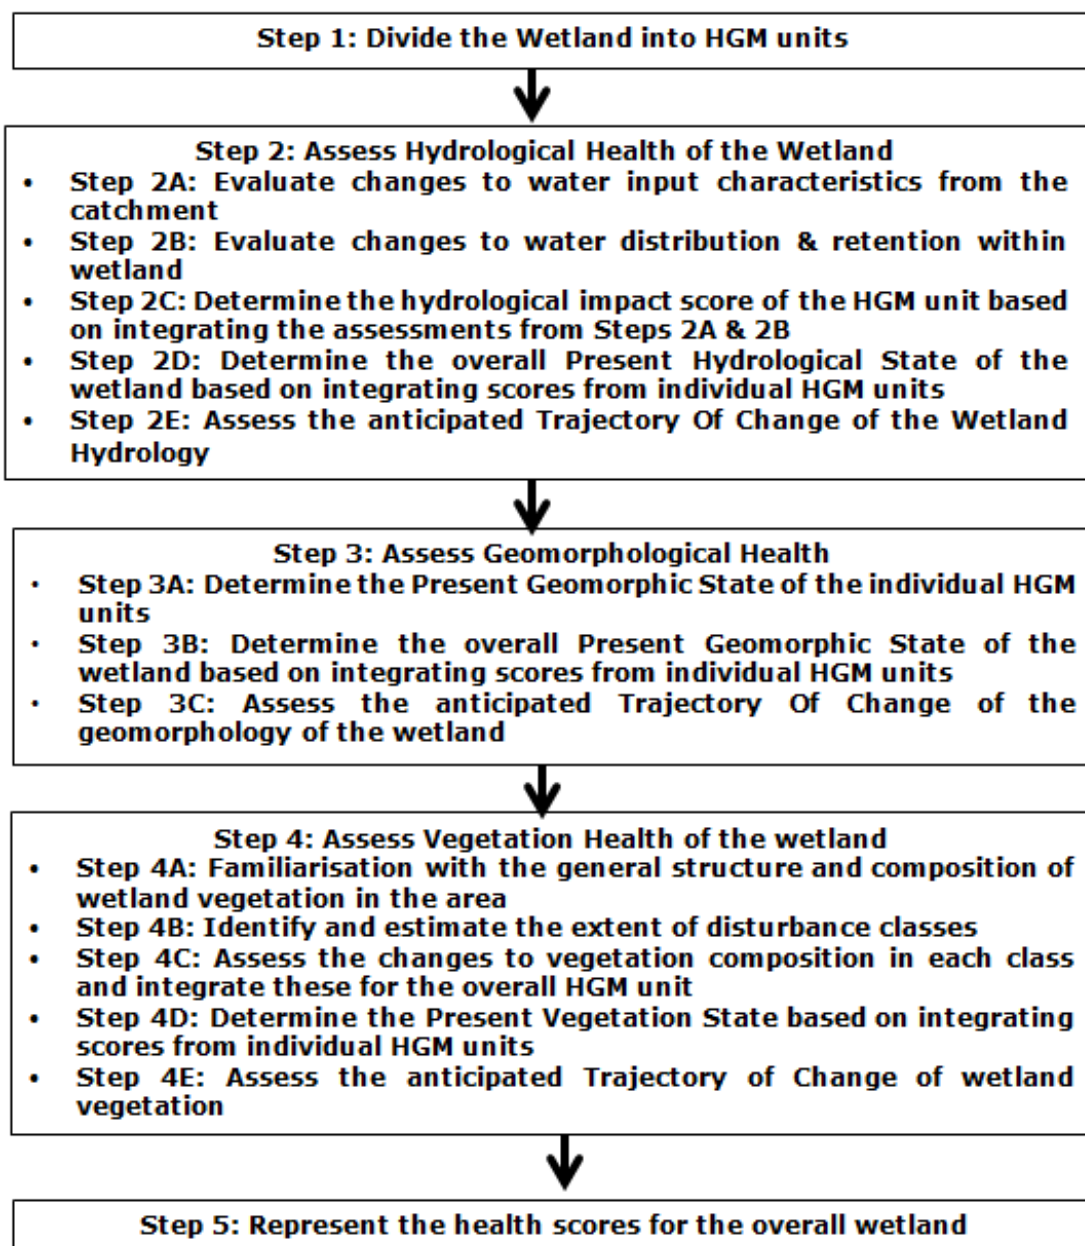 Step 1: Divide the Wetland into HGM units
Step 2: Assess Hydrological Health of the Wetland
• Step 2A: Evaluate changes to water input characteristics from the
catchment
• Step 2B: Evaluate changes to water distribution & retention within
wetland
• Step 2C: Determine the hydrological impact score of the HGM unit based
on integrating the assessments from Steps 2A & 2B
• Step 2D: Determine the overall Present Hydrological State of the
wetland based on integrating scores from individual HGM units
• Step 2E: Assess the anticipated Trajectory Of Change of the Wetland
Hydrology
Step 3: Assess Geomorphological Health
• Step 3A: Determine the Present Geomorphic State of the individual HGM
units
• Step 3B: Determine the overall Present Geomorphic State of the
wetland based on integrating scores from individual HGM units
• Step 3C: Assess the anticipated Trajectory Of Change of the
geomorphology of the wetland
Step 4: Assess Vegetation Health of the wetland
• Step 4A: Familiarisation with the general structure and composition of
wetland vegetation in the area
• Step 4B: Identify and estimate the extent of disturbance classes
• Step 4C: Assess the changes to vegetation composition in each class
and integrate these for the overall HGM unit
• Step 4D: Determine the Present Vegetation State based on integrating
scores from individual HGM units
• Step 4E: Assess the anticipated Trajectory of Change of wetland
vegetation
Step 5: Represent the health scores for the overall wetland